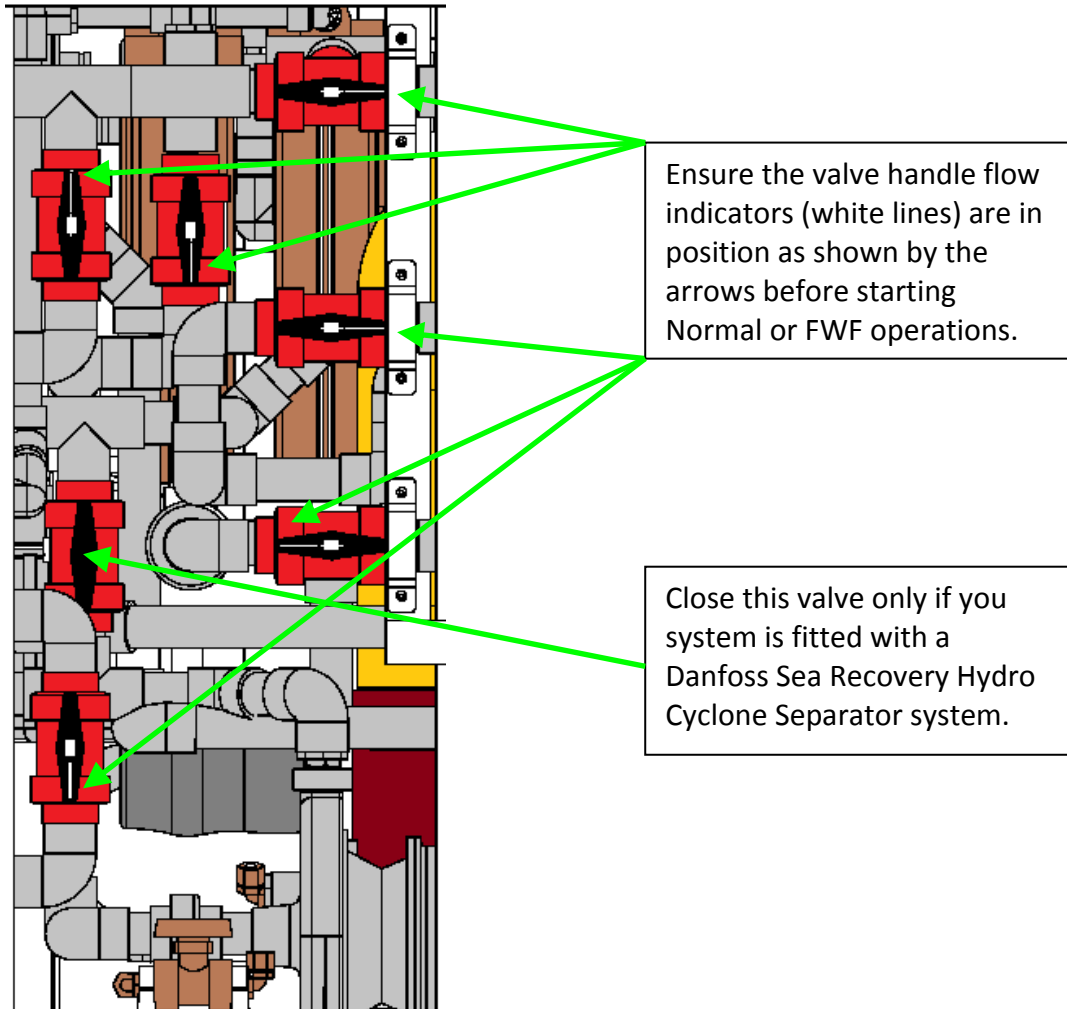 Ensure the valve handle flow
indicators (white lines) are in
position as shown by the
arrows before starting
Normal or FWF operations.
Close this valve only if you
system is fitted with a
Danfoss Sea Recovery Hydro
Cyclone Separator system.